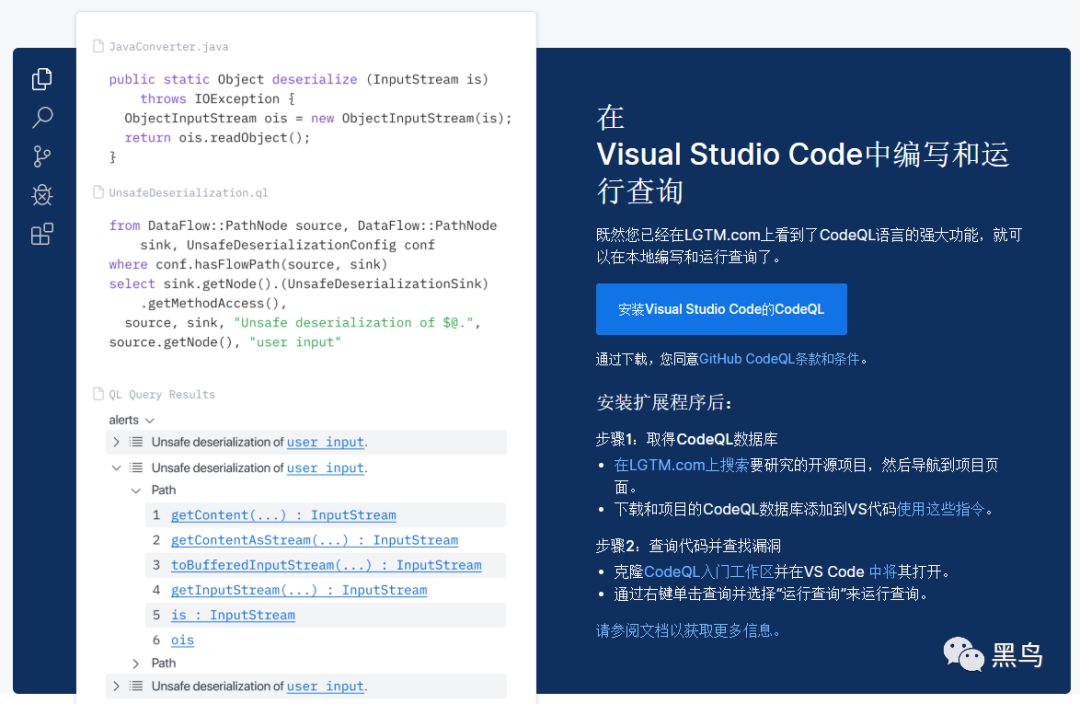 JavaConverter.java
public static Object deserialize (InputStream is)
throws IOException {
ObjectInputStream ois = new ObjectInputStream(is);
return ois.readObject();
}
UnsafeDeserialization.ql
from DataFlow::PathNode source, DataFlow::PathNode
sink, UnsafeDeserializationConfig conf
where conf.hasFlowPath(source, sink)
select sink.getNode().(UnsafeDeserializationSink)
.getMethodAccess(),
source, sink, "Unsafe deserialization of $@.",
source.getNode(), "user input"
QL Query Results
alerts
Unsafe deserialization of user input.
Unsafe deserialization of user input.
Path
1 getContent(...) : InputStream
2 getContentAsStream(...) : InputStream
3 toBufferedInputStream(...) : InputStream
4 getInputStream(...) : InputStream
5 is : InputStream
6 ois
Path
Unsafe deserialization of user input.
在
Visual Studio Code中编写和运
行查询
既然您已经在LGTM.com上看到了CodeQL语言的强大功能，就可
以在本地编写和运行查询了。
安装Visual Studio Code的CodeQL
通过下载，您同意GitHub CodeQL条款和条件。
安装扩展程序后：
步骤1：取得CodeQL数据库
• 在LGTM.com上搜索要研究的开源项目，然后导航到项目页
面。
• 下载和项目的CodeQL数据库添加到VS代码使用这些指令。
步骤2：查询代码并查找漏洞
• 克隆CodeQL入门工作区并在VS Code 中将其打开。
• 通过右键单击查询并选择“运行查询”来运行查询。
请参阅文档以获取更多信息。
黑鸟